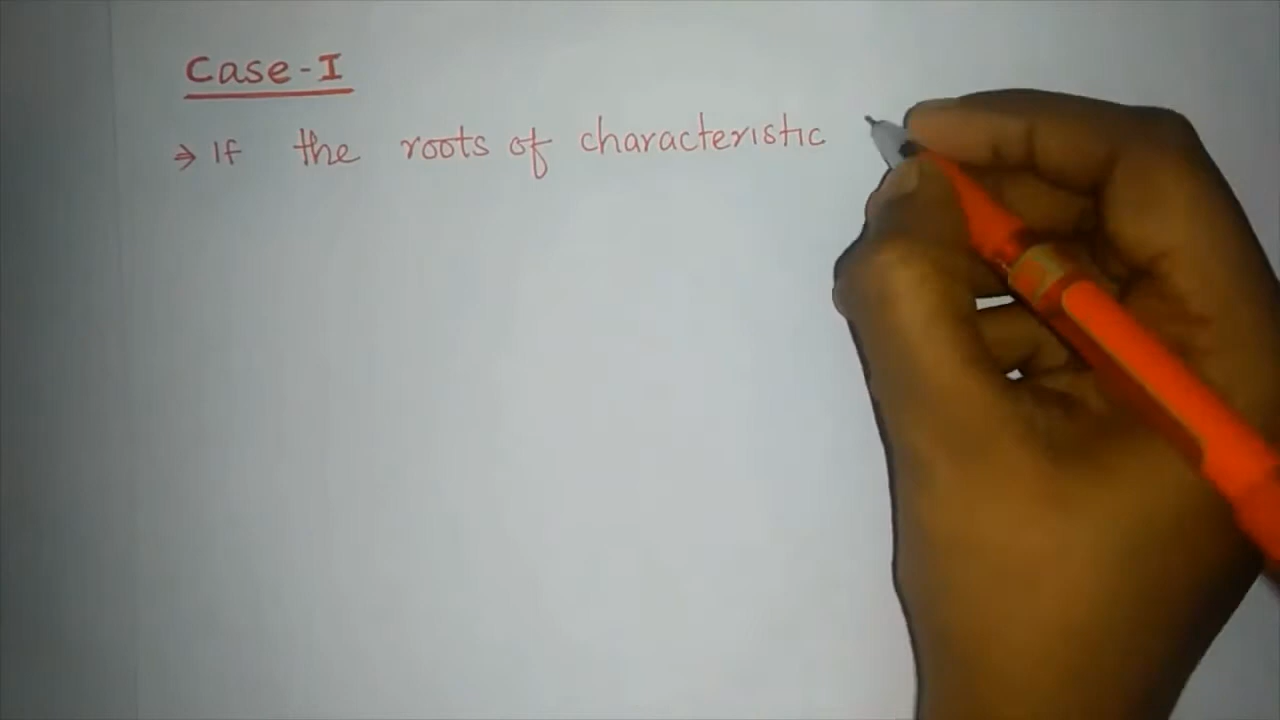 Case-I
⇒ If the roots of characteristic